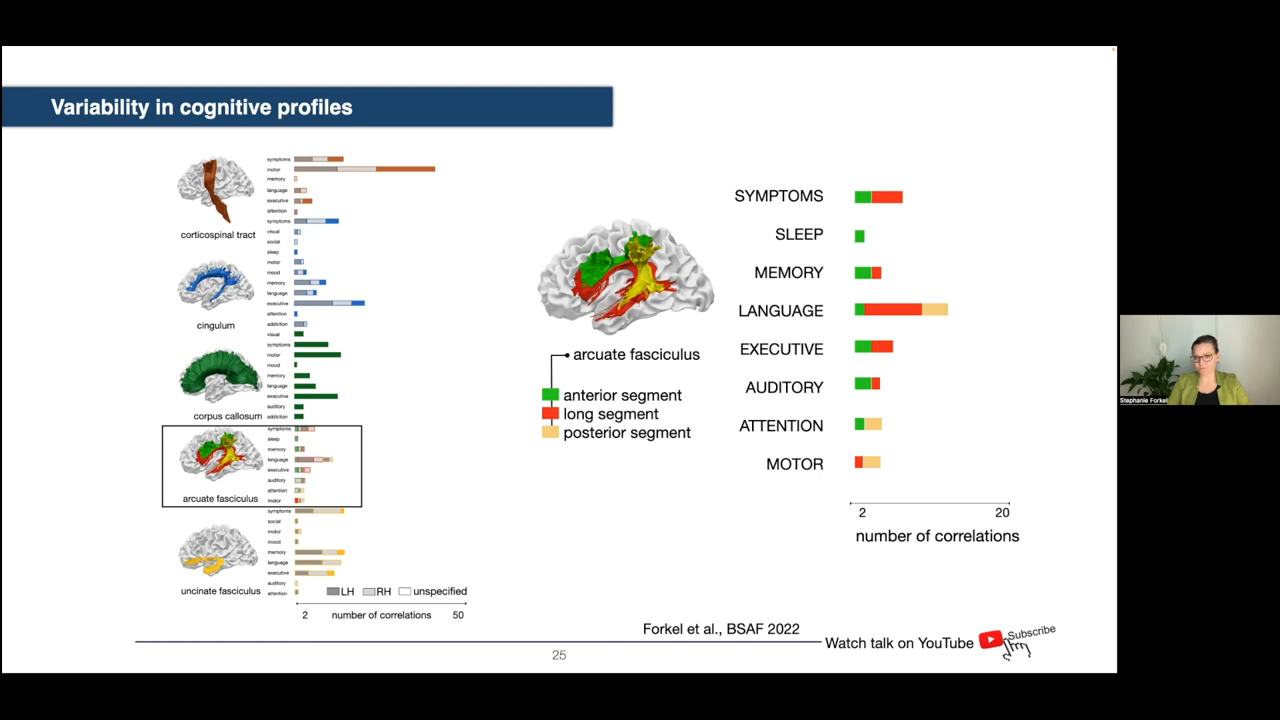 Variability in cognitive profiles
symptoms
motor
memory
language
executive
attention
corticospinal tract
symptoms
visual
social
sleep
motor
mood
memory
language
executive
attention
addiction
cingulum
visual
symptoms
motor
mood
memory
language
executive
auditory
addiction
corpus callosum
symptoms
sleep
memory
language
executive
auditory
attention
motor
arcuate fasciculus
symptoms
social
motor
mood
memory
language
executive
auditory
attention
uncinate fasciculus
LH RH unspecified
2 number of correlations 50
arcuate fasciculus
anterior segment
long segment
posterior segment
SYMPTOMS
SLEEP
MEMORY
LANGUAGE
EXECUTIVE
AUDITORY
ATTENTION
MOTOR
2 20
number of correlations
Forkel et al., BSAF 2022
Watch talk on YouTube
Subscribe
25
Stephanie Forkel